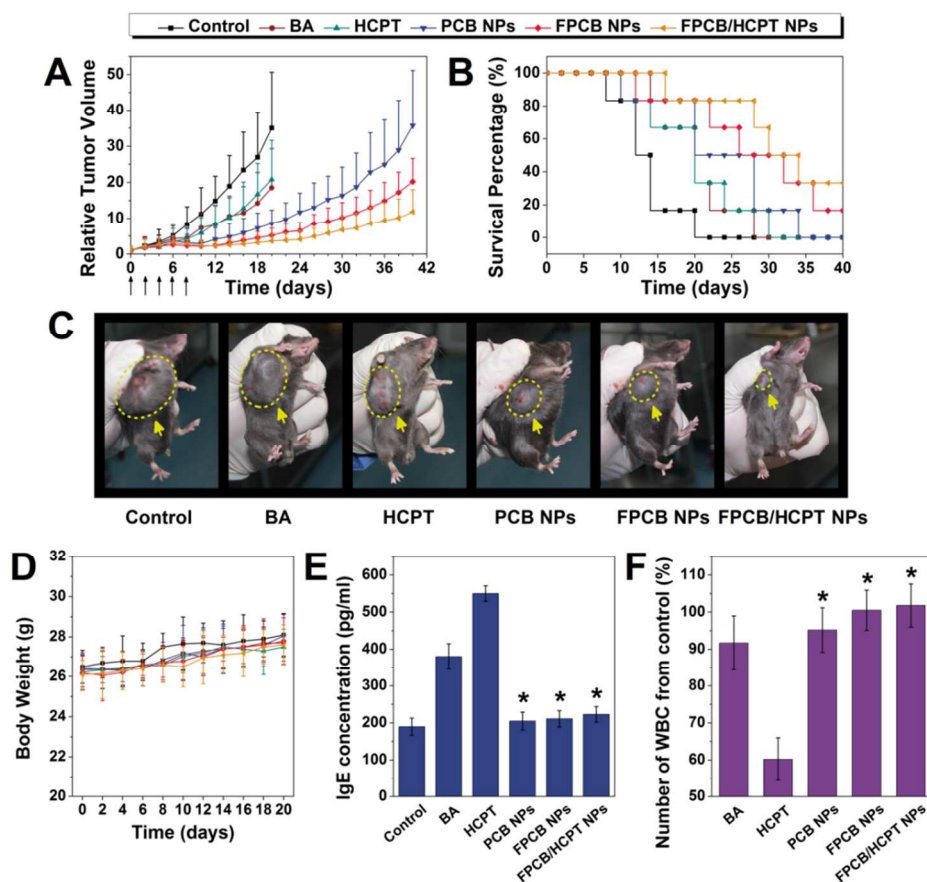 Control BA HCPT PCB NPs FPCB NPs FPCB/HCPT NPs
A
Relative Tumor Volume
50
40
30
20
10
0
0 6 12 18 24 30 36 42
Time (days)
B
Survival Percentage (%)
100
80
60
40
20
0
0 5 10 15 20 25 30 35 40
Time (days)
C
Control BA HCPT PCB NPs FPCB NPs FPCB/HCPT NPs
D
Body Weight (g)
32
30
28
26
24
22
20
0 2 4 6 8 10 12 14 16 18 20
Time (days)
E
IgE concentration (pg/ml)
600
500
400
300
200
100
0
* * *
Control BA HCPT PCB NPs FPCB NPs FPCB/HCPT NPs
F
Number of WBC from control (%)
110
100
90
80
70
60
50
* * *
BA HCPT PCB NPs FPCB NPs FPCB/HCPT NPs